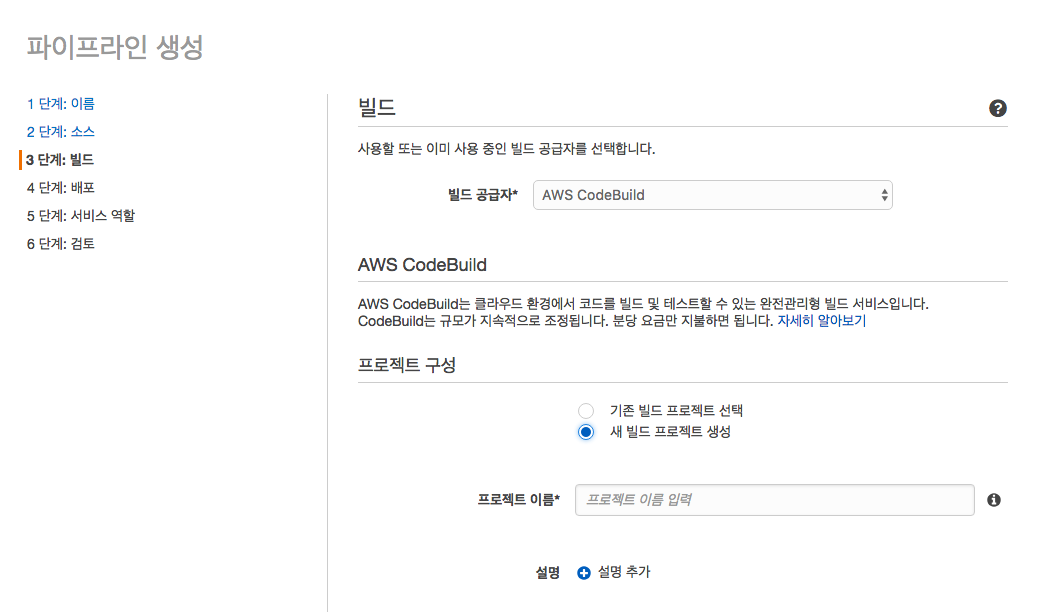 파이프라인 생성
1 단계: 이름
2 단계: 소스
3 단계: 빌드
4 단계: 배포
5 단계: 서비스 역할
6 단계: 검토
빌드
사용할 또는 이미 사용 중인 빌드 공급자를 선택합니다.
빌드 공급자* AWS CodeBuild
AWS CodeBuild
AWS CodeBuild는 클라우드 환경에서 코드를 빌드 및 테스트할 수 있는 완전관리형 빌드 서비스입니다.
CodeBuild는 규모가 지속적으로 조정됩니다. 분당 요금만 지불하면 됩니다. 자세히 알아보기
프로젝트 구성
기존 빌드 프로젝트 선택
새 빌드 프로젝트 생성
프로젝트 이름* 프로젝트 이름 입력
설명 설명 추가